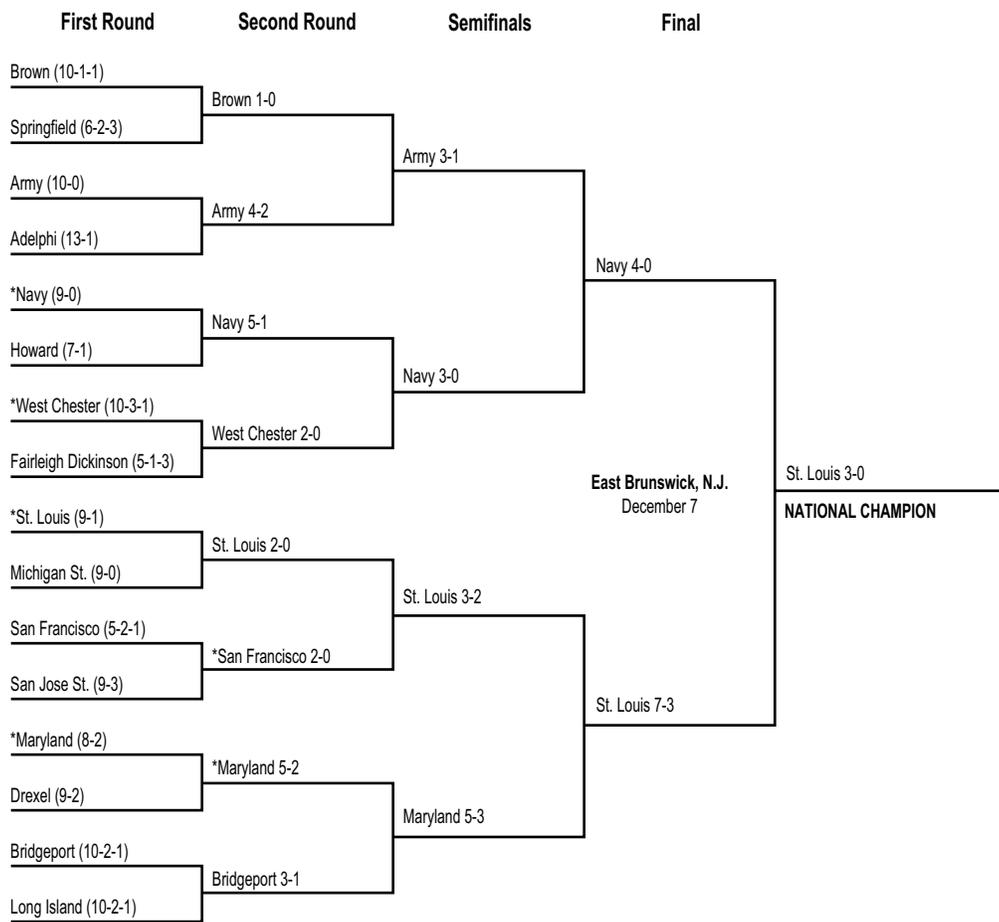 First Round Second Round Semifinals Final
Brown (10-1-1)
Springfield (6-2-3)
Army (10-0)
Adelphi (13-1)
*Navy (9-0)
Howard (7-1)
*West Chester (10-3-1)
Fairleigh Dickinson (5-1-3)
*St. Louis (9-1)
Michigan St. (9-0)
San Francisco (5-2-1)
San Jose St. (9-3)
*Maryland (8-2)
Drexel (9-2)
Bridgeport (10-2-1)
Long Island (10-2-1)
Brown 1-0
Army 4-2
Navy 5-1
West Chester 2-0
St. Louis 2-0
*San Francisco 2-0
*Maryland 5-2
Bridgeport 3-1
Army 3-1
Navy 3-0
St. Louis 3-2
Maryland 5-3
Navy 4-0
St. Louis 7-3
East Brunswick, N.J.
December 7
St. Louis 3-0
NATIONAL CHAMPION